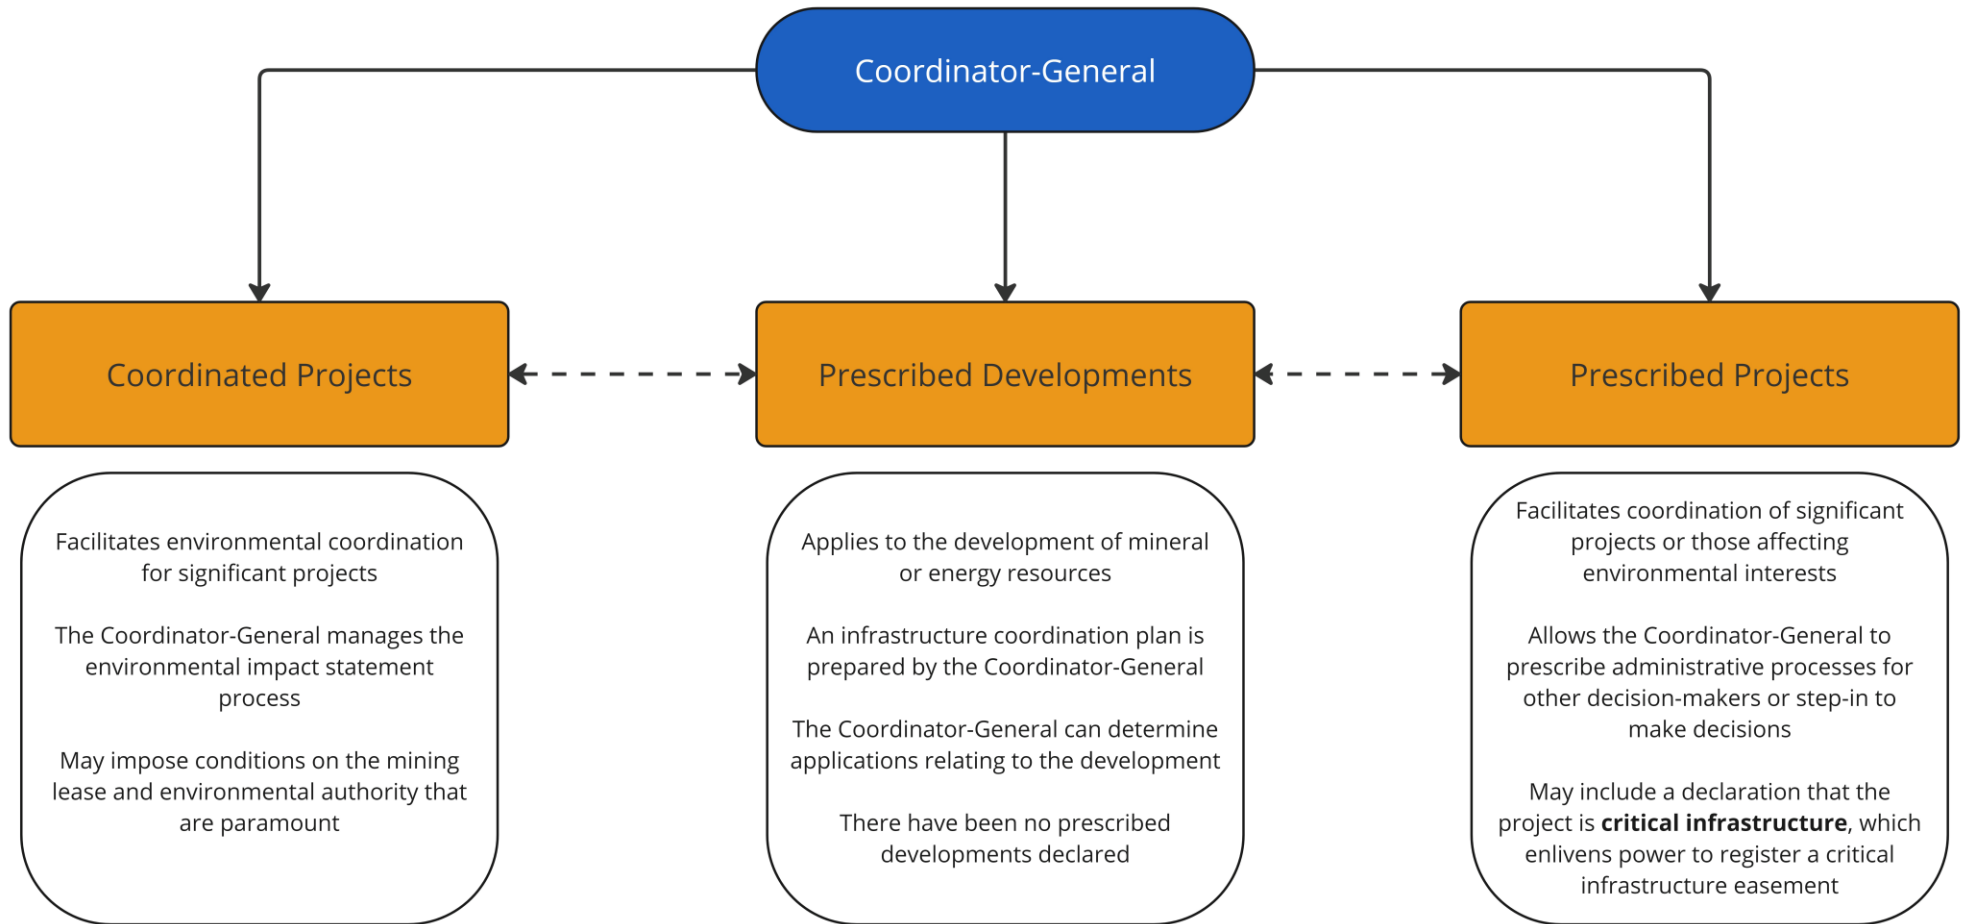 Coordinator-General
Coordinated Projects
Prescribed Developments
Prescribed Projects
Facilitates environmental coordination
for significant projects
The Coordinator-General manages the
environmental impact statement
process
May impose conditions on the mining
lease and environmental authority that
are paramount
Applies to the development of mineral
or energy resources
An infrastructure coordination plan is
prepared by the Coordinator-General
The Coordinator-General can determine
applications relating to the development
There have been no prescribed
developments declared
Facilitates coordination of significant
projects or those affecting
environmental interests
Allows the Coordinator-General to
prescribe administrative processes for
other decision-makers or step-in to
make decisions
May include a declaration that the
project is critical infrastructure, which
enlivens power to register a critical
infrastructure easement